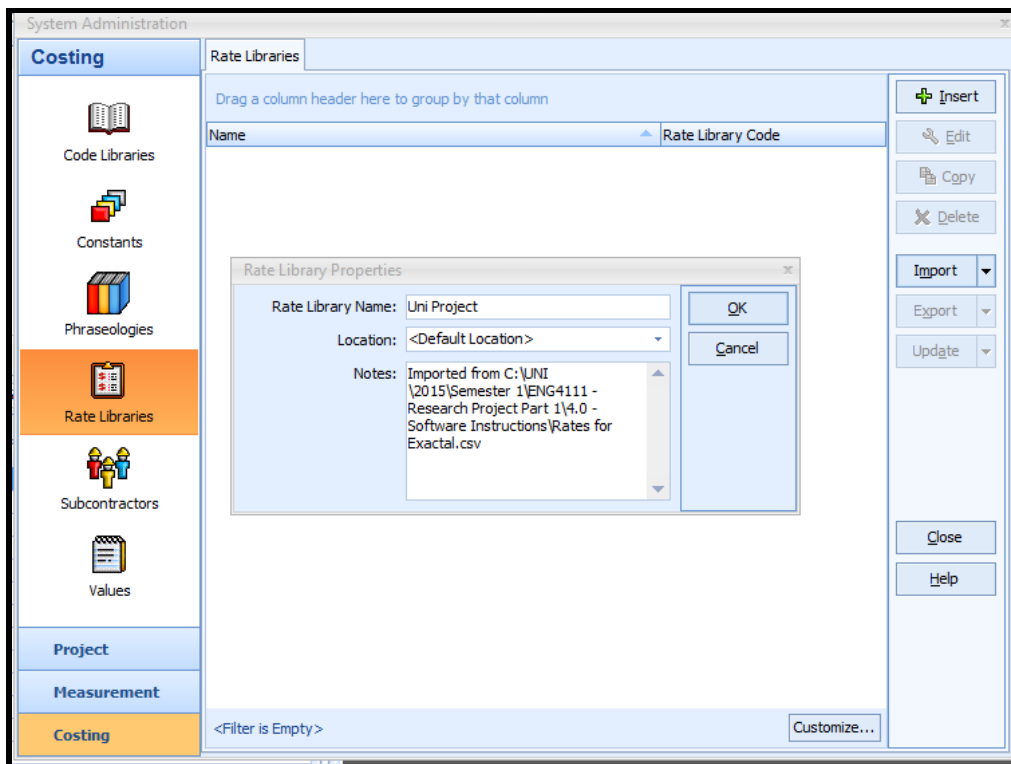 System Administration
Costing
Code Libraries
Constants
Phraseologies
Rate Libraries
Subcontractors
Values
Project
Measurement
Costing
Rate Libraries
Drag a column header here to group by that column
Name Rate Library Code
Rate Library Properties
Rate Library Name: Uni Project
Location: <Default Location>
Notes: Imported from C:\UNI
\2015\Semester 1\ENG4111 -
Research Project Part 1\4.0 -
Software Instructions\Rates for
Exactal.csv
OK
Cancel
<Filter is Empty>
Customize...
Insert
Edit
Copy
Delete
Import
Export
Update
Close
Help